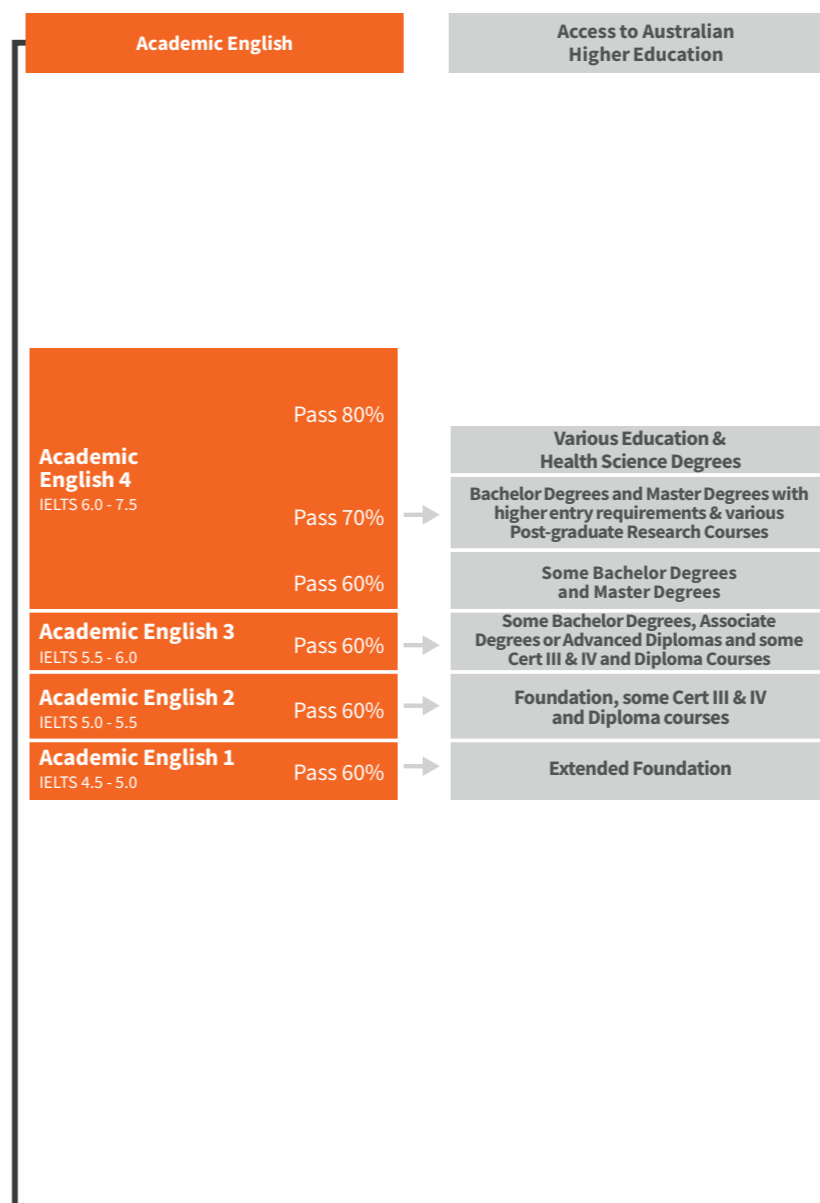 Academic English
Access to Australian
Higher Education
Academic
English 4
IELTS 6.0 - 7.5
Pass 80%
Pass 70%
Pass 60%
Various Education &
Health Science Degrees
Bachelor Degrees and Master Degrees with
higher entry requirements & various
Post-graduate Research Courses
Some Bachelor Degrees
and Master Degrees
Academic English 3
IELTS 5.5 - 6.0
Pass 60%
Some Bachelor Degrees, Associate
Degrees or Advanced Diplomas and some
Cert III & IV and Diploma Courses
Academic English 2
IELTS 5.0 - 5.5
Pass 60%
Foundation, some Cert III & IV
and Diploma courses
Academic English 1
IELTS 4.5 - 5.0
Pass 60%
Extended Foundation